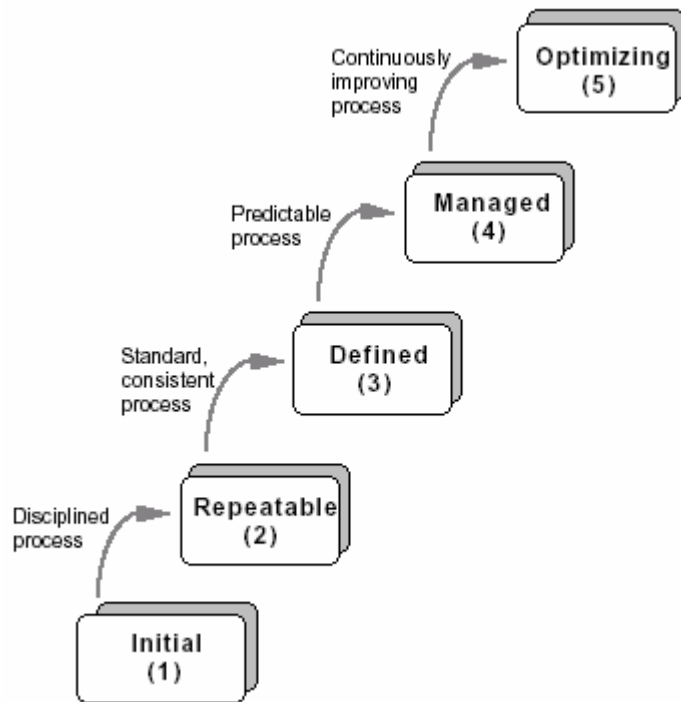 Continuously
improving
process
Optimizing
(5)
Predictable
process
Managed
(4)
Standard,
consistent
process
Defined
(3)
Disciplined
process
Repeatable
(2)
Initial
(1)